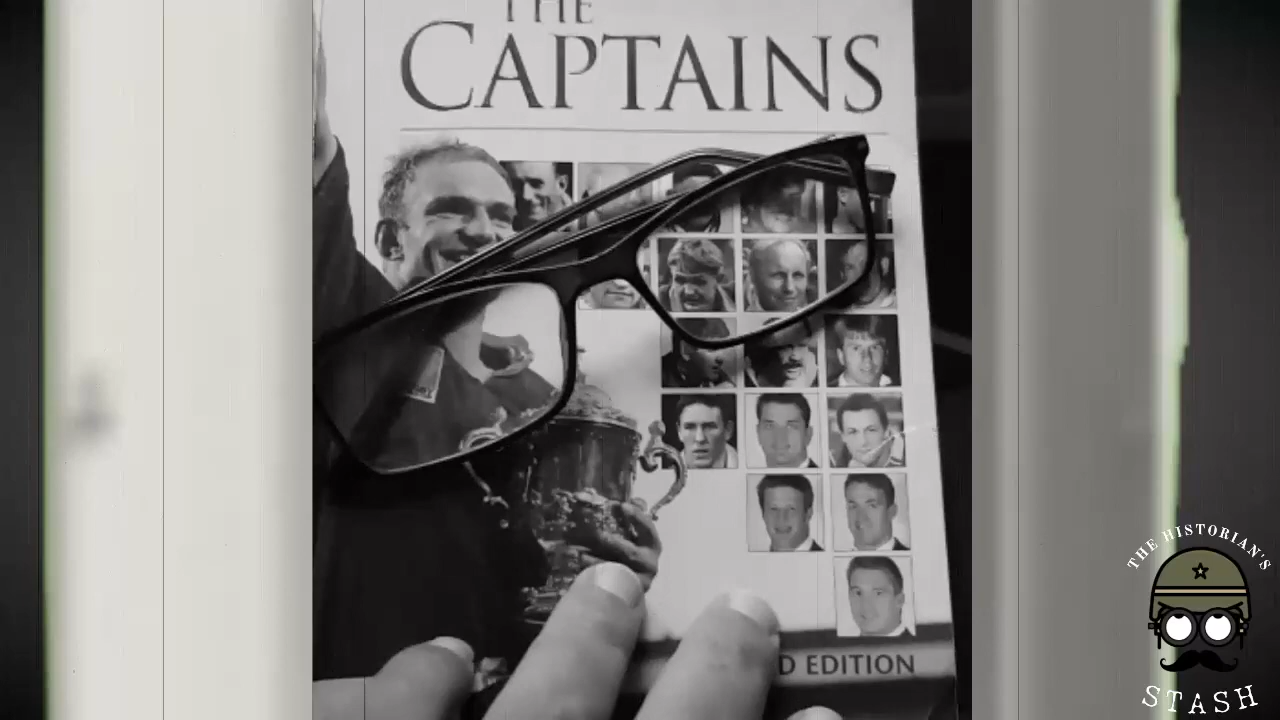 THE
CAPTAINS
D EDITION
THE HISTORIAN'S
STASH